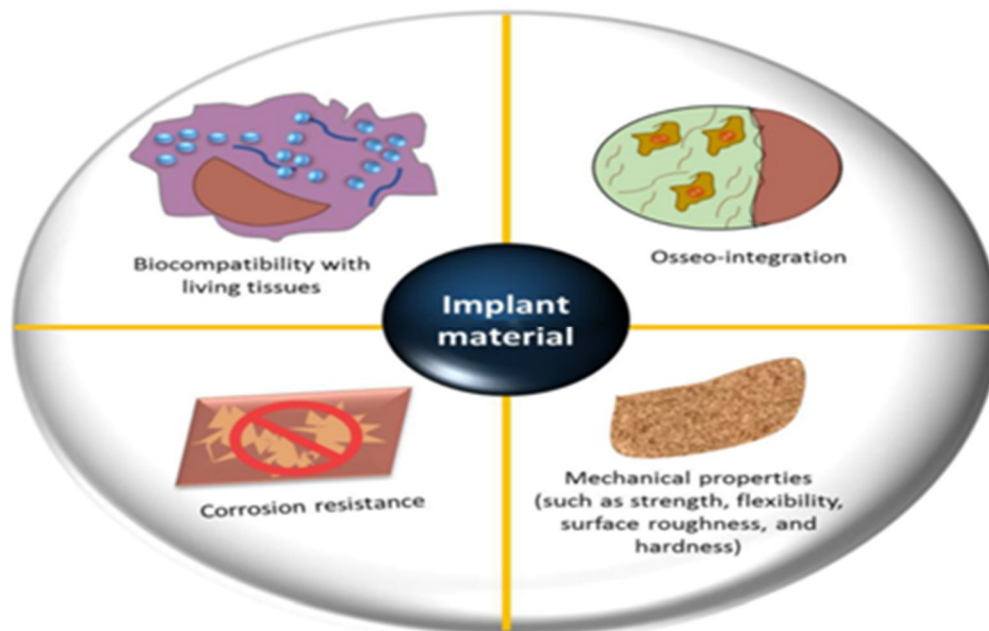 Biocompatibility with
living tissues
Osseo-integration
Implant
material
Corrosion resistance
Mechanical properties
(such as strength, flexibility,
surface roughness, and
hardness)